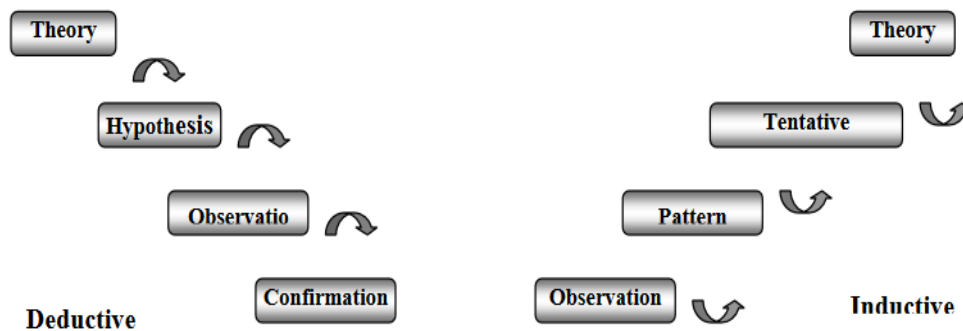 Theory
Hypothesis
Observatio
Confirmation
Deductive
Theory
Tentative
Pattern
Observation
Inductive